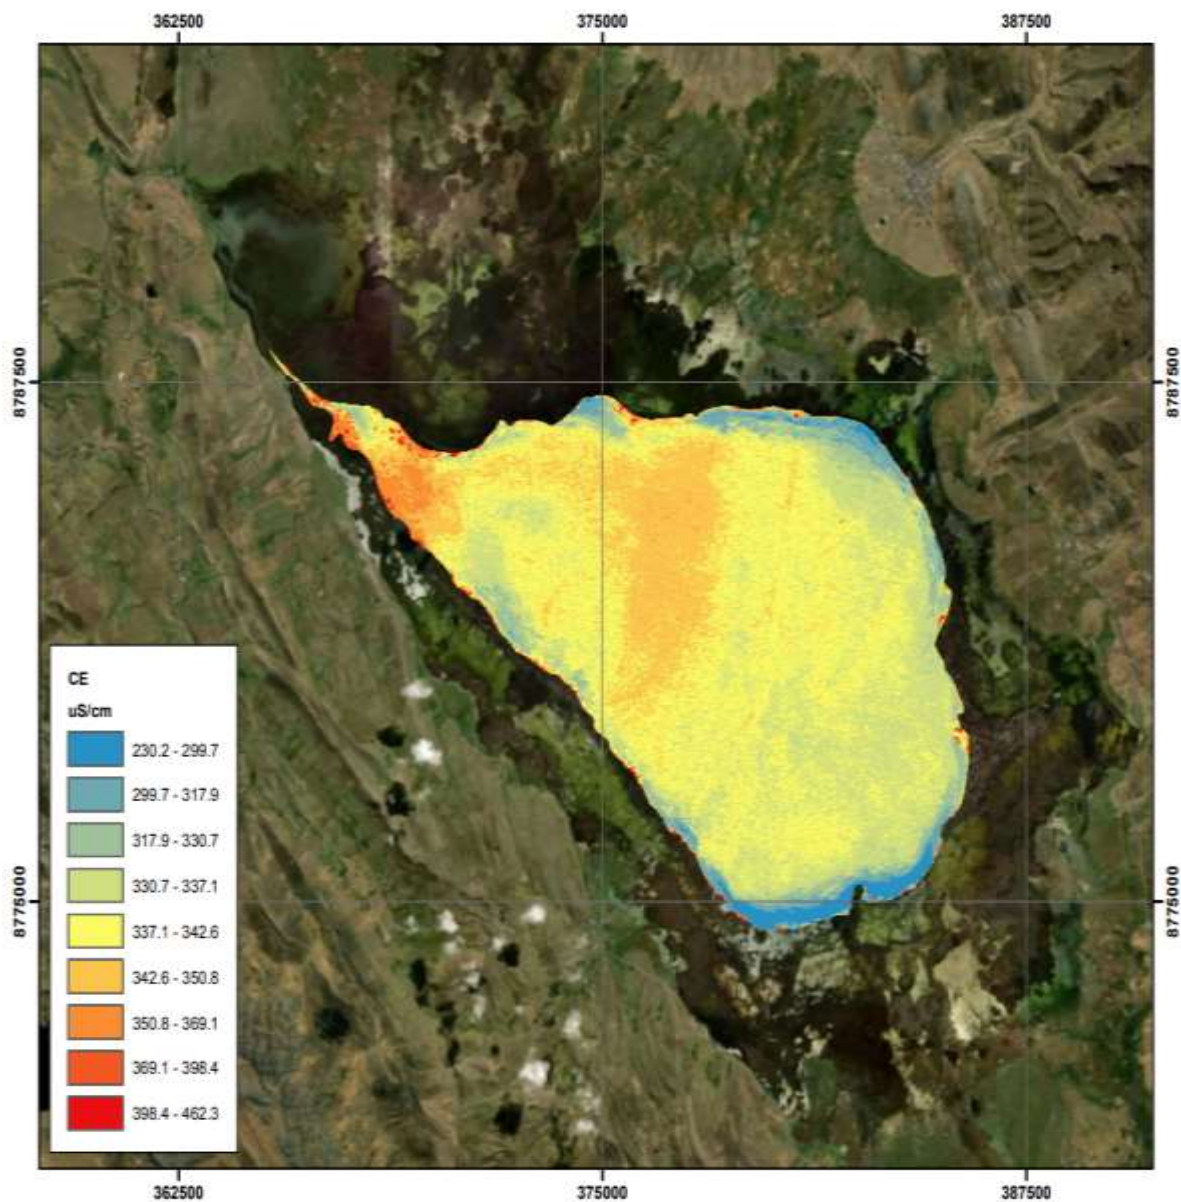 362500 375000 387500
8787500 8787500
CE
uS/cm
230.2 - 299.7
299.7 - 317.9
317.9 - 330.7
330.7 - 337.1
337.1 - 342.6
342.6 - 350.8
350.8 - 369.1
369.1 - 398.4
398.4 - 462.3
8775000 8775000
362500 375000 387500